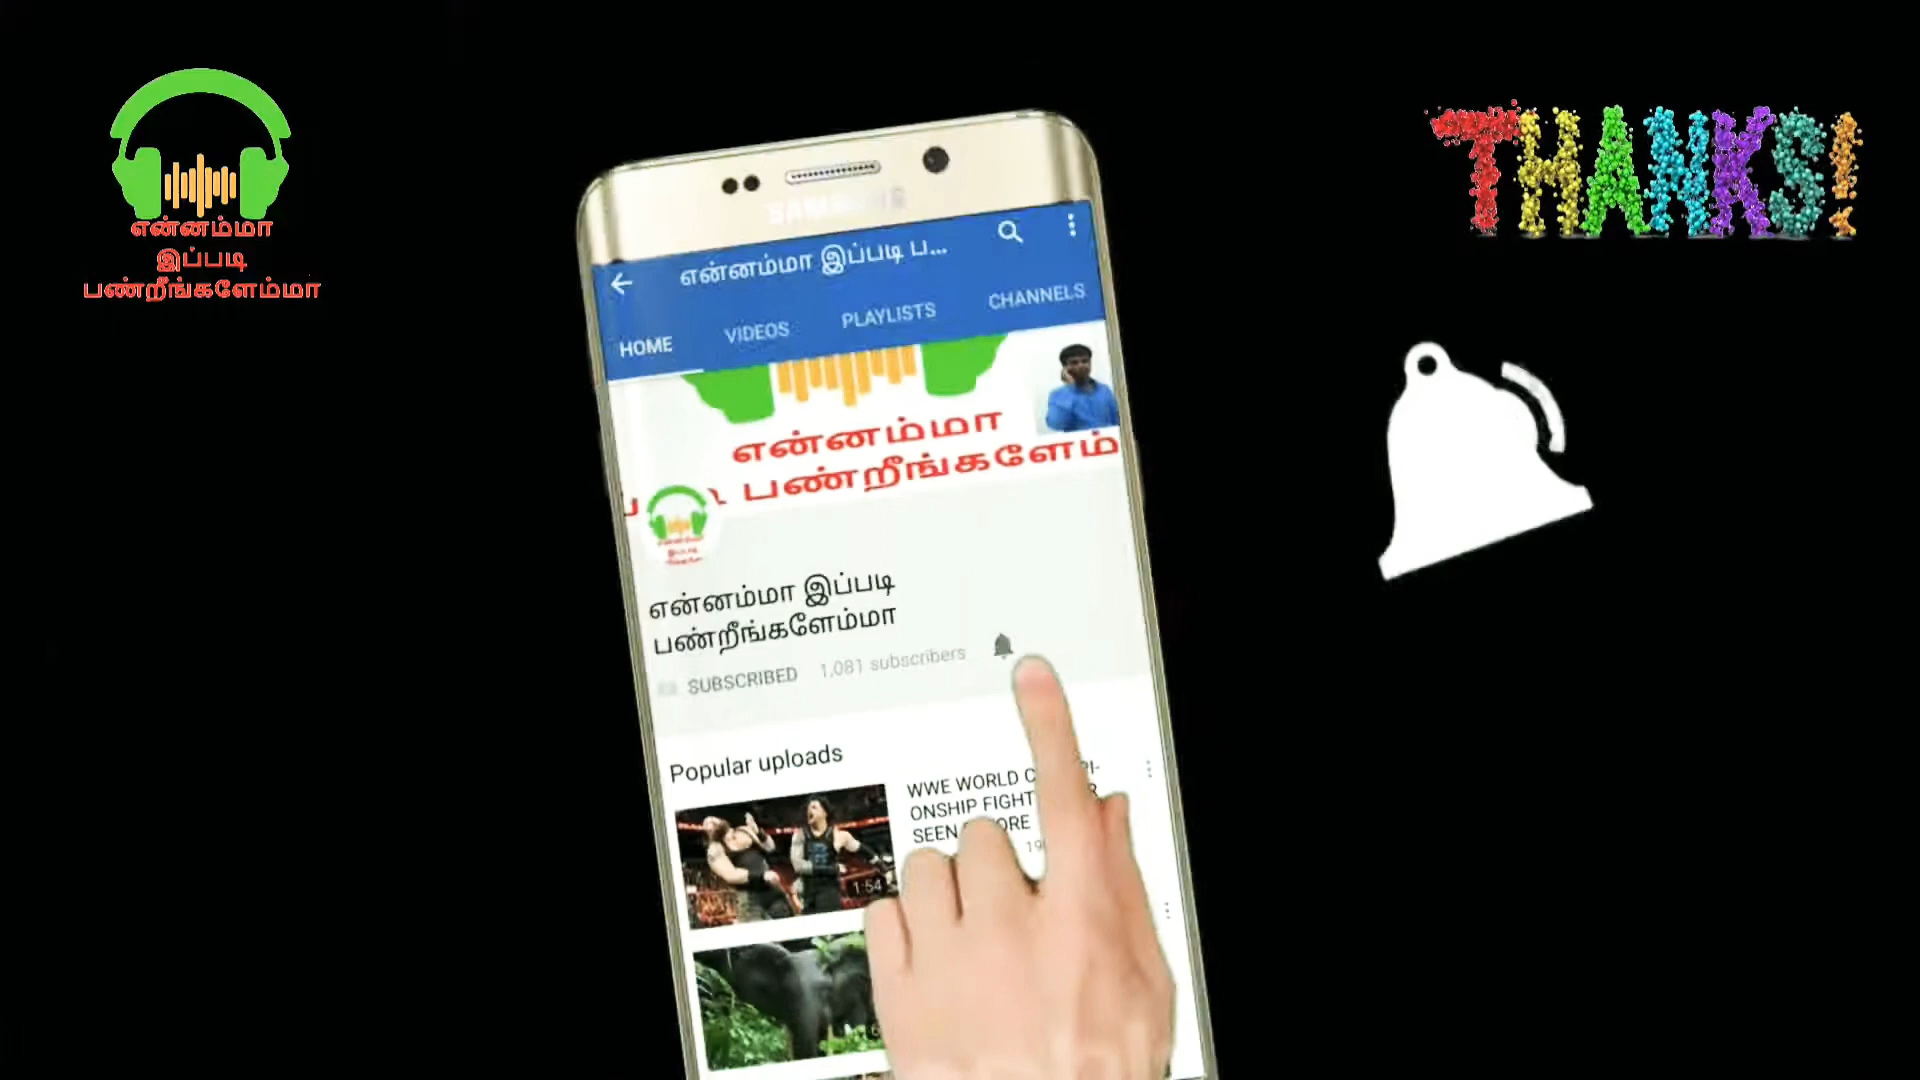 என்னம்மா
இப்படி
பண்றீங்களேம்மா
THANKS!
SAMSUNG
என்னம்மா இப்படி ப...
HOME
VIDEOS
PLAYLISTS
CHANNELS
என்னம்மா
பண்றீங்களேம்
என்னம்மா இப்படி
பண்றீங்களேம்மா
SUBSCRIBED 1,081 subscribers
Popular uploads
WWE WORLD
ONSHIP FIGHT
SEEN
1:54